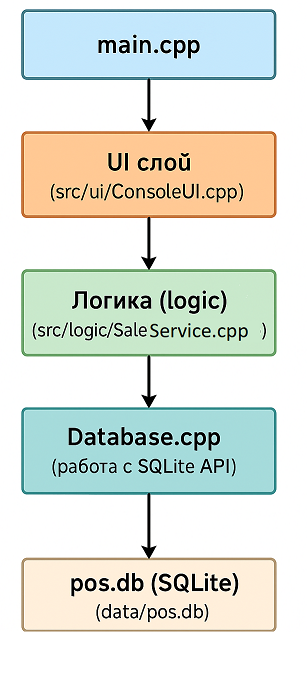 main.cpp
UI слой
(src/ui/ConsoleUI.cpp)
Логика (logic)
(src/logic/SaleService.cpp )
Database.cpp
(работа с SQLite API)
pos.db (SQLite)
(data/pos.db)